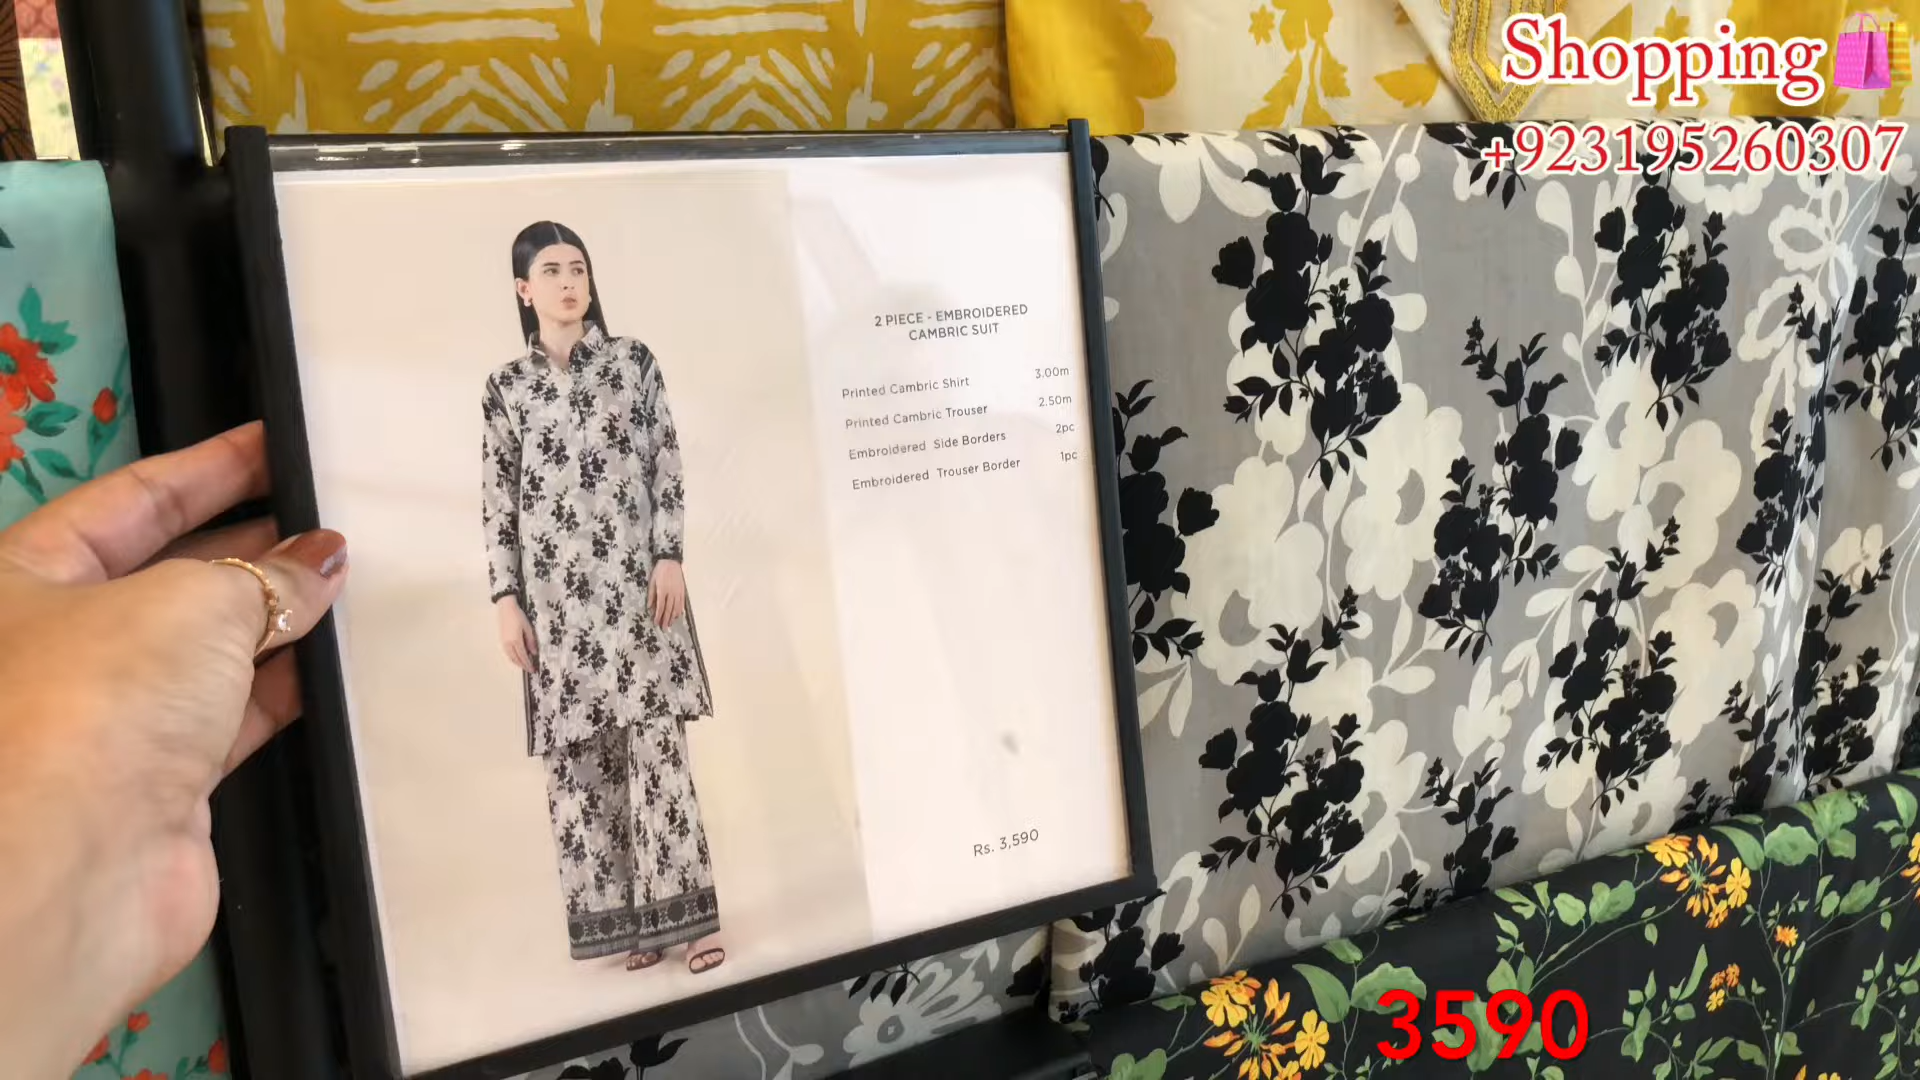 Shopping
+923195260307
2 PIECE - EMBROIDERED
CAMBRIC SUIT
Printed Cambric Shirt 3.00m
Printed Cambric Trouser 2.50m
Embroidered Side Borders 2pc
Embroidered Trouser Border 1pc
Rs. 3,590
3590